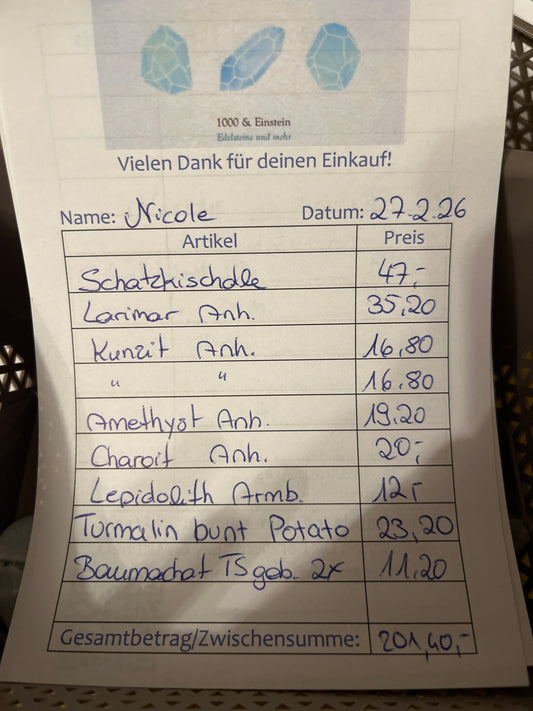 1000 & Einstein
Edelsteine und mehr
Vielen Dank für deinen Einkauf!
Name: Nicole Datum: 27.2.26
Artikel Preis
Schatzkischdle 47,-
Larimar Anh. 35,20
Kunzit Anh. 16,80
" " 16,80
Amethyst Anh. 19,20
Charoit Anh. 20,-
Lepidolith Armb. 12,-
Turmalin bunt Potato 23,20
Baumachat TS geb. 2x 11,20
Gesamtbetrag/Zwischensumme: 201,40,-